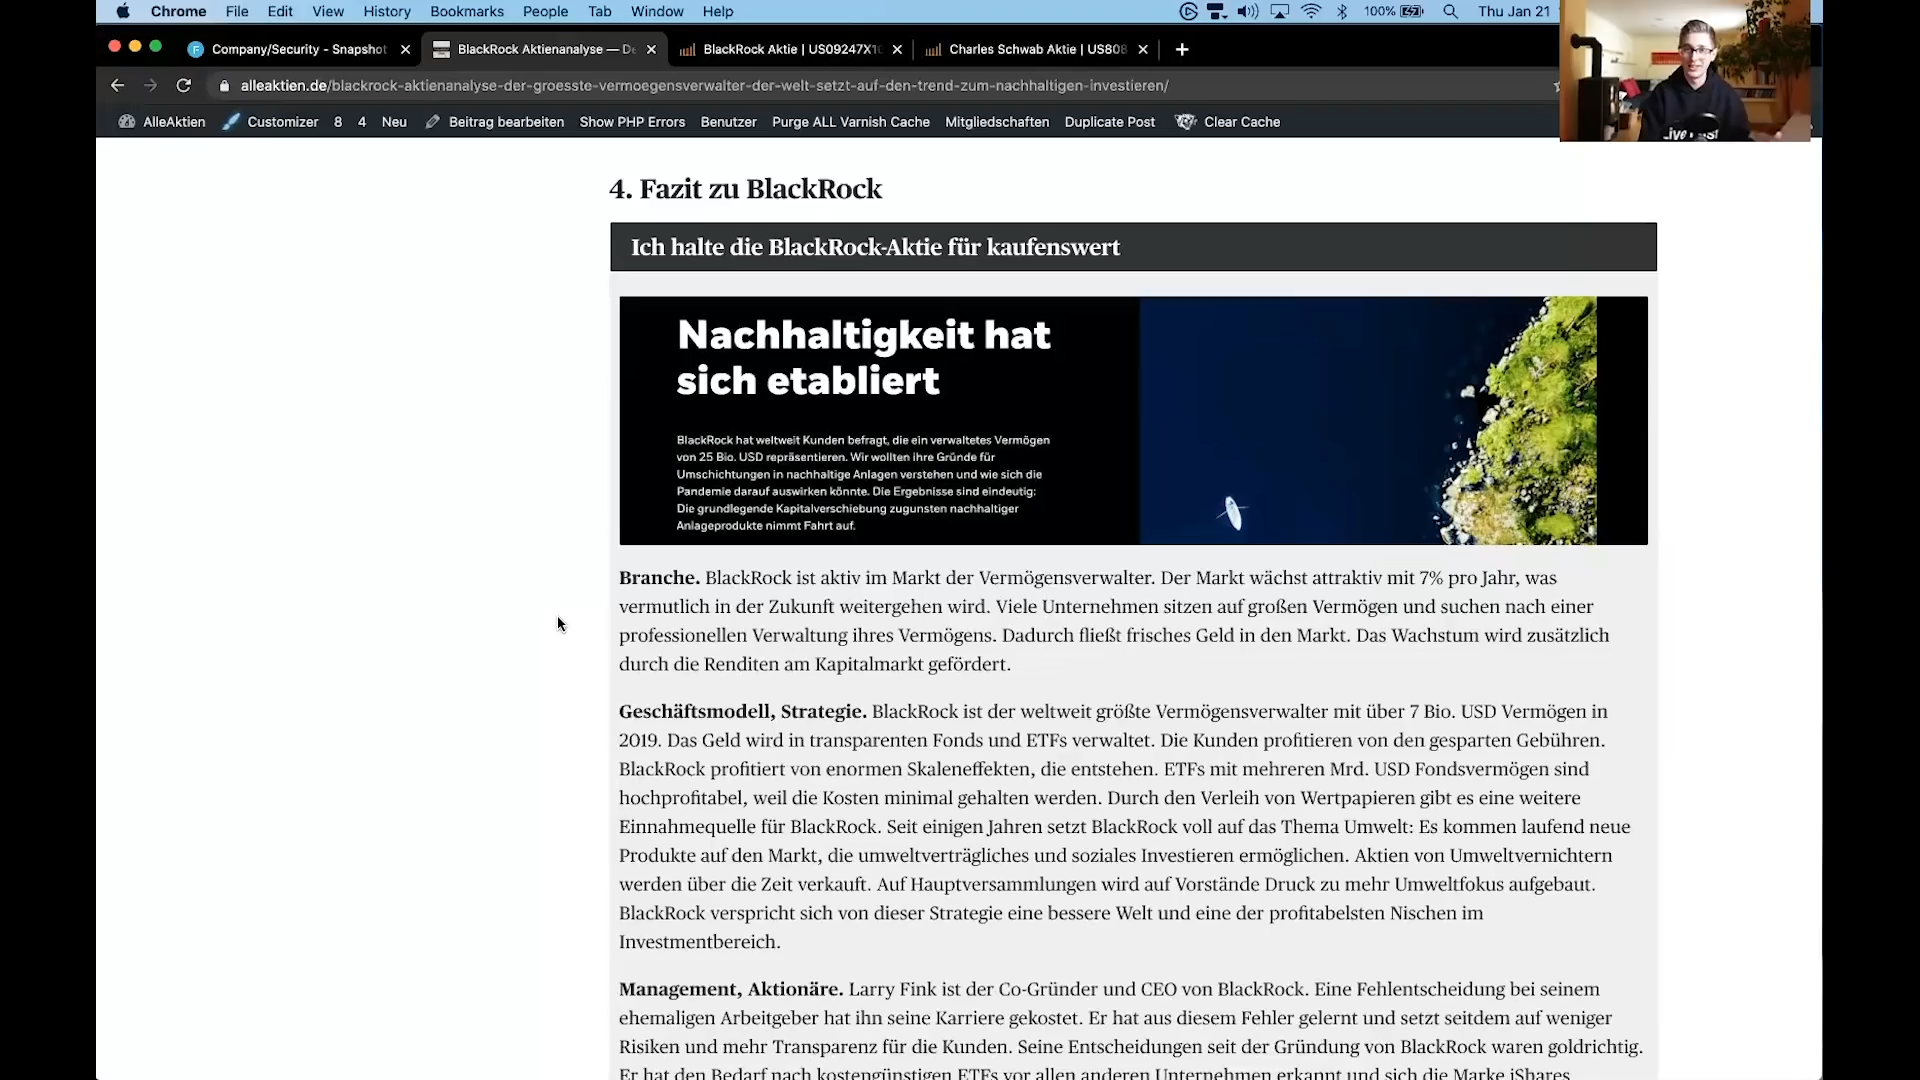 Chrome File Edit View History Bookmarks People Tab Window Help 100% Thu Jan 21
Company/Security - Snapshot
BlackRock Aktienanalyse — De
BlackRock Aktie | US09247X10
Charles Schwab Aktie | US808
alleaktien.de/blackrock-aktienanalyse-der-groesste-vermoegensverwalter-der-welt-setzt-auf-den-trend-zum-nachhaltigen-investieren/
AlleAktien Customizer 8 4 Neu Beitrag bearbeiten Show PHP Errors Benutzer Purge ALL Varnish Cache Mitgliedschaften Duplicate Post Clear Cache
4. Fazit zu BlackRock
Ich halte die BlackRock-Aktie für kaufenswert
Nachhaltigkeit hat
sich etabliert
BlackRock hat weltweit Kunden befragt, die ein verwaltetes Vermögen
von 25 Bio. USD repräsentieren. Wir wollten ihre Gründe für
Umschichtungen in nachhaltige Anlagen verstehen und wie sich die
Pandemie darauf auswirken könnte. Die Ergebnisse sind eindeutig:
Die grundlegende Kapitalverschiebung zugunsten nachhaltiger
Anlageprodukte nimmt Fahrt auf.
Branche. BlackRock ist aktiv im Markt der Vermögensverwalter. Der Markt wächst attraktiv mit 7% pro Jahr, was
vermutlich in der Zukunft weitergehen wird. Viele Unternehmen sitzen auf großen Vermögen und suchen nach einer
professionellen Verwaltung ihres Vermögens. Dadurch fließt frisches Geld in den Markt. Das Wachstum wird zusätzlich
durch die Renditen am Kapitalmarkt gefördert.
Geschäftsmodell, Strategie. BlackRock ist der weltweit größte Vermögensverwalter mit über 7 Bio. USD Vermögen in
2019. Das Geld wird in transparenten Fonds und ETFs verwaltet. Die Kunden profitieren von den gesparten Gebühren.
BlackRock profitiert von enormen Skaleneffekten, die entstehen. ETFs mit mehreren Mrd. USD Fondsvermögen sind
hochprofitabel, weil die Kosten minimal gehalten werden. Durch den Verleih von Wertpapieren gibt es eine weitere
Einnahmequelle für BlackRock. Seit einigen Jahren setzt BlackRock voll auf das Thema Umwelt: Es kommen laufend neue
Produkte auf den Markt, die umweltverträgliches und soziales Investieren ermöglichen. Aktien von Umweltvernichtern
werden über die Zeit verkauft. Auf Hauptversammlungen wird auf Vorstände Druck zu mehr Umweltfokus aufgebaut.
BlackRock verspricht sich von dieser Strategie eine bessere Welt und eine der profitabelsten Nischen im
Investmentbereich.
Management, Aktionäre. Larry Fink ist der Co-Gründer und CEO von BlackRock. Eine Fehlentscheidung bei seinem
ehemaligen Arbeitgeber hat ihn seine Karriere gekostet. Er hat aus diesem Fehler gelernt und setzt seitdem auf weniger
Risiken und mehr Transparenz für die Kunden. Seine Entscheidungen seit der Gründung von BlackRock waren goldrichtig.
Er hat den Bedarf nach kostengünstigen ETFs vor allen anderen Unternehmen erkannt und sich die Marke iShares